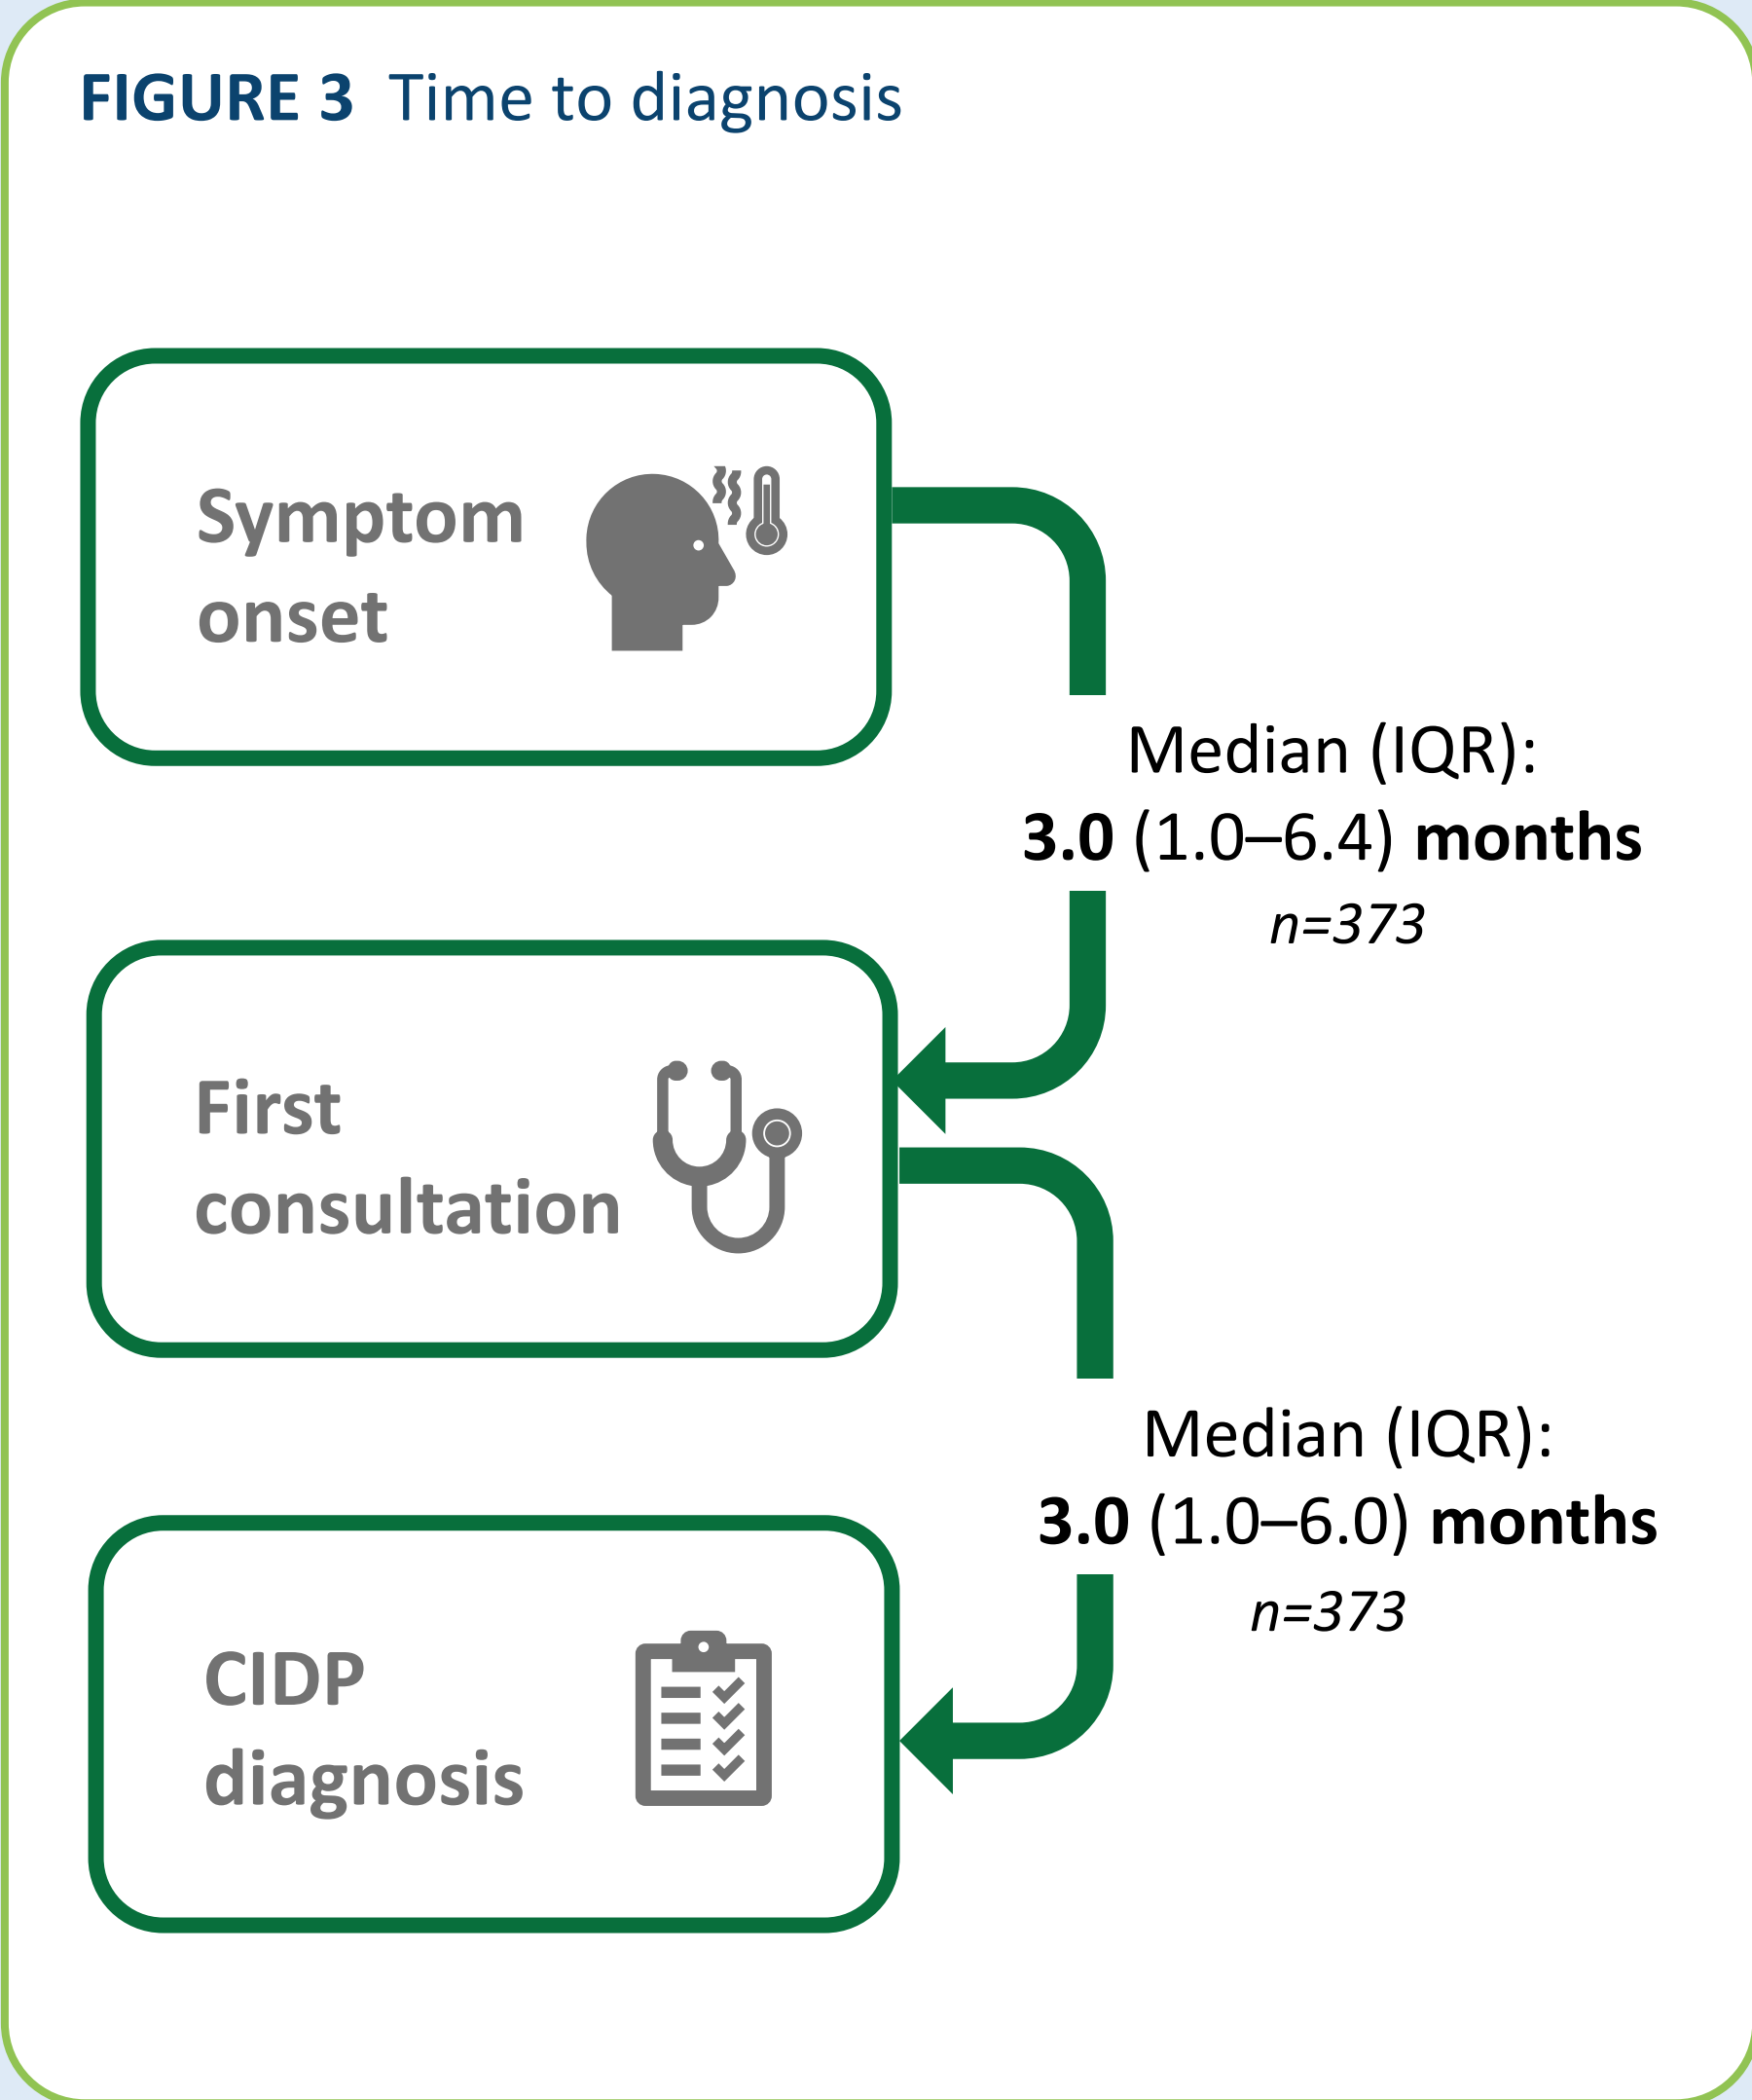 FIGURE 3 Time to diagnosis
Symptom
onset
Median (IQR):
3.0 (1.0–6.4) months
n=373
First
consultation
Median (IQR):
3.0 (1.0–6.0) months
n=373
CIDP
diagnosis